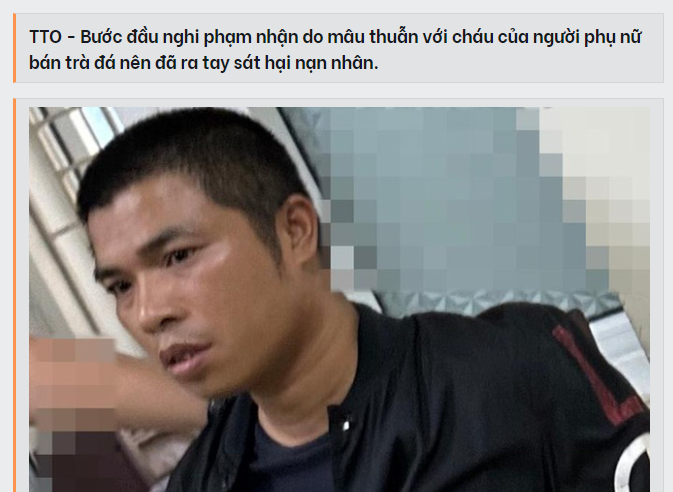 TTO - Bước đầu nghi phạm nhận do mâu thuẫn với cháu của người phụ nữ
bán trà đá nên đã ra tay sát hại nạn nhân.